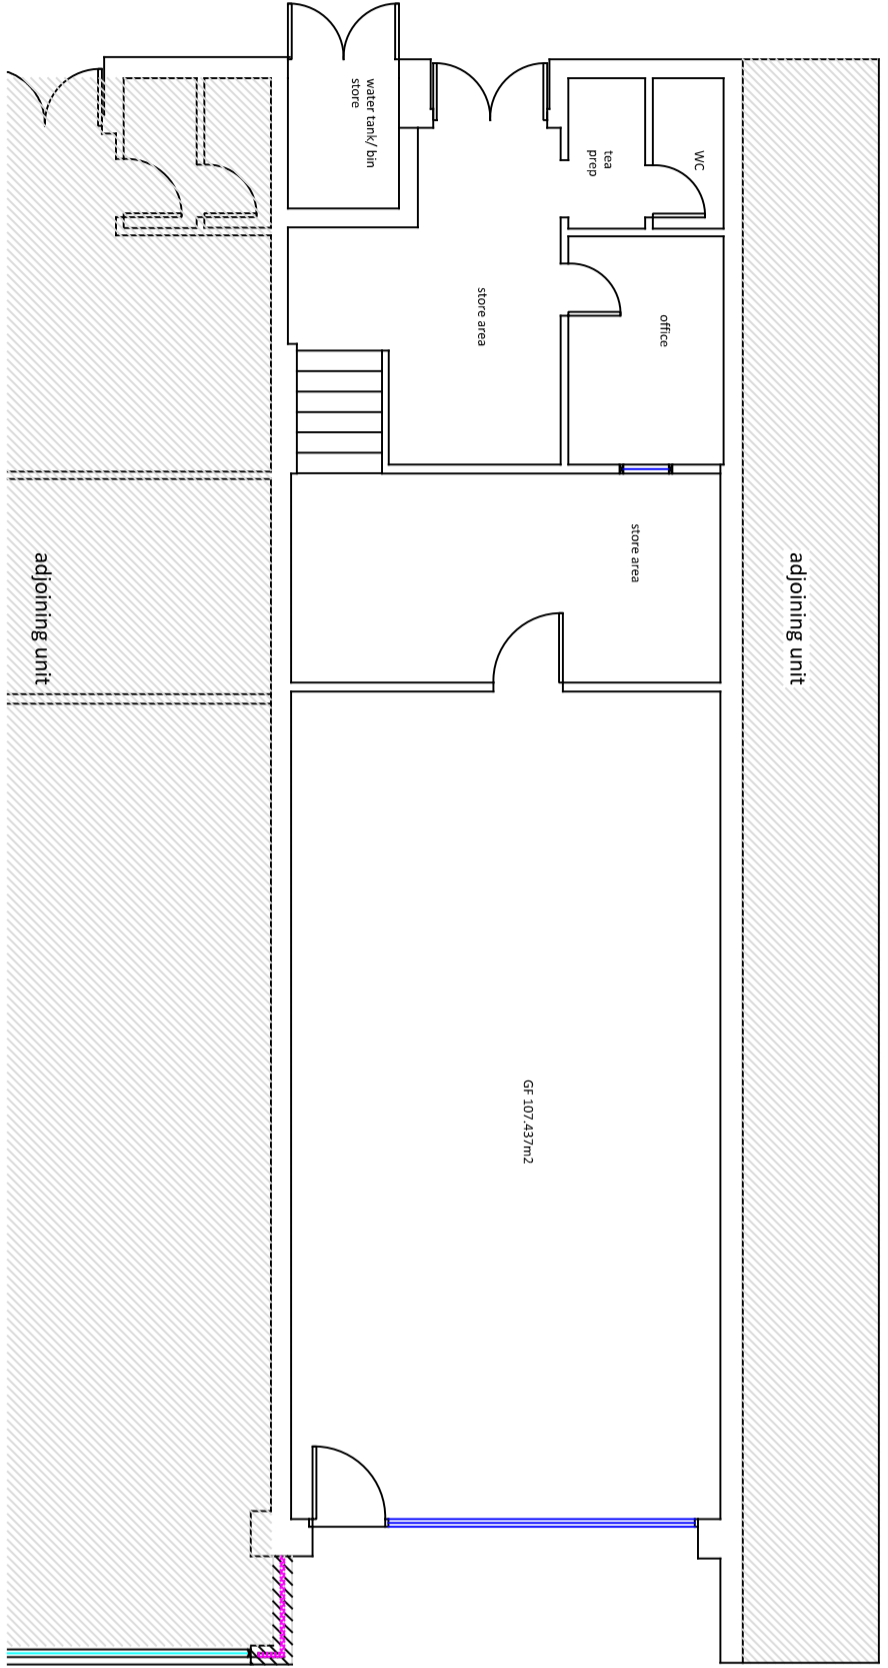 water tank/ bin
store
WC
tea
prep
store area
office
store area
adjoining unit
adjoining unit
GF 107.437m2